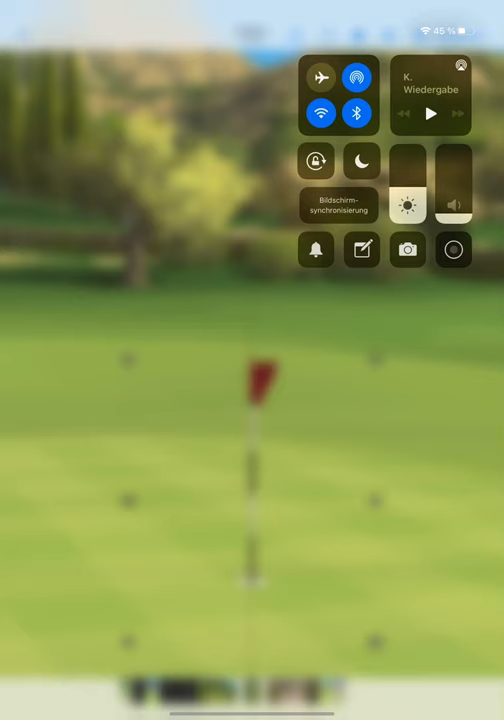 45 %
K.
Wiedergabe
Bildschirm-
synchronisierung